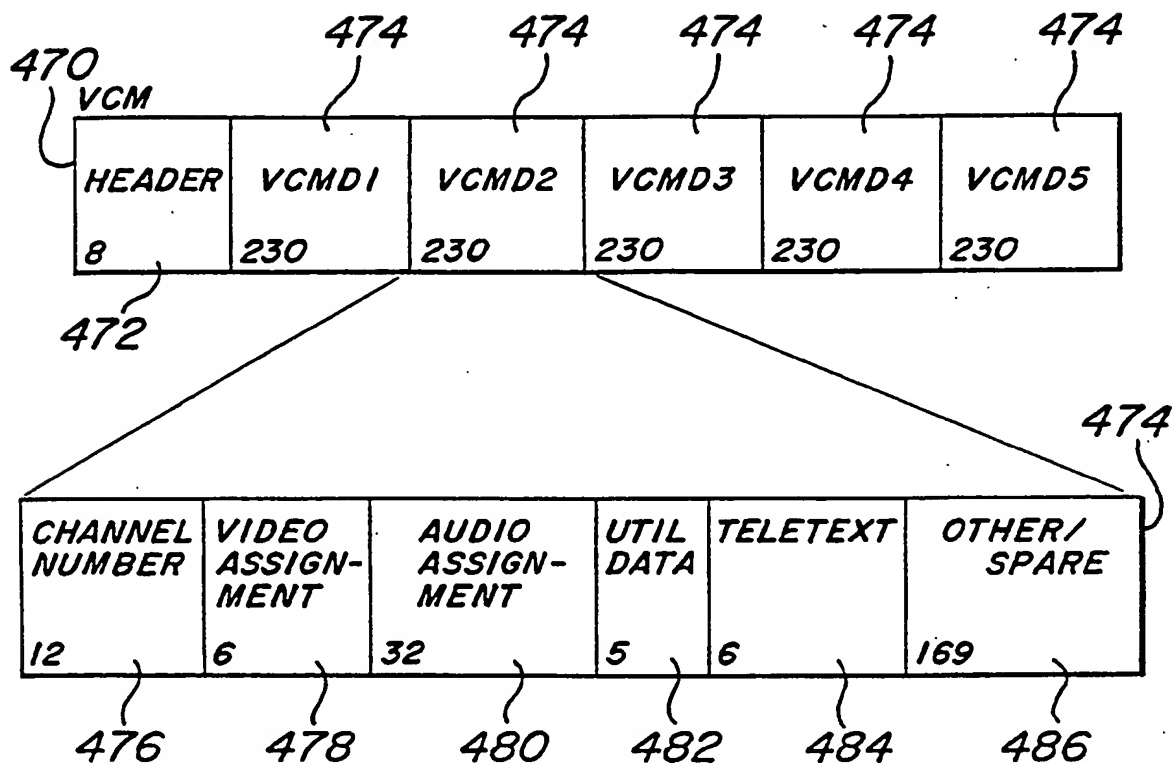 474 474 474 474 474
470
VCM
HEADER VCMD1 VCMD2 VCMD3 VCMD4 VCMD5
8 230 230 230 230 230
472
474
CHANNEL NUMBER
12
VIDEO ASSIGN-
MENT
6
AUDIO ASSIGN-
MENT
32
UTIL DATA
5
TELETEXT
6
OTHER/
SPARE
169
476 478 480 482 484 486